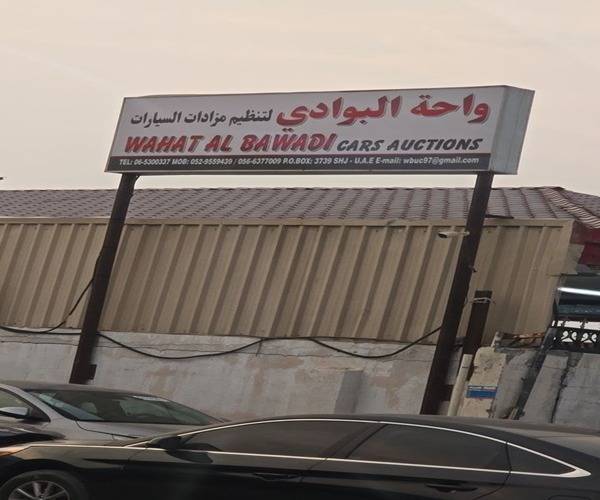 واحة البوادي لتنظيم مزادات السيارات
WAHAT AL BAWADI CARS AUCTIONS
TEL: 06-5300337 MOB: 052-9559439 / 056-6377009 P.O.BOX: 3739 SHJ - U.A.E E-mail: wbuc97@gmail.com